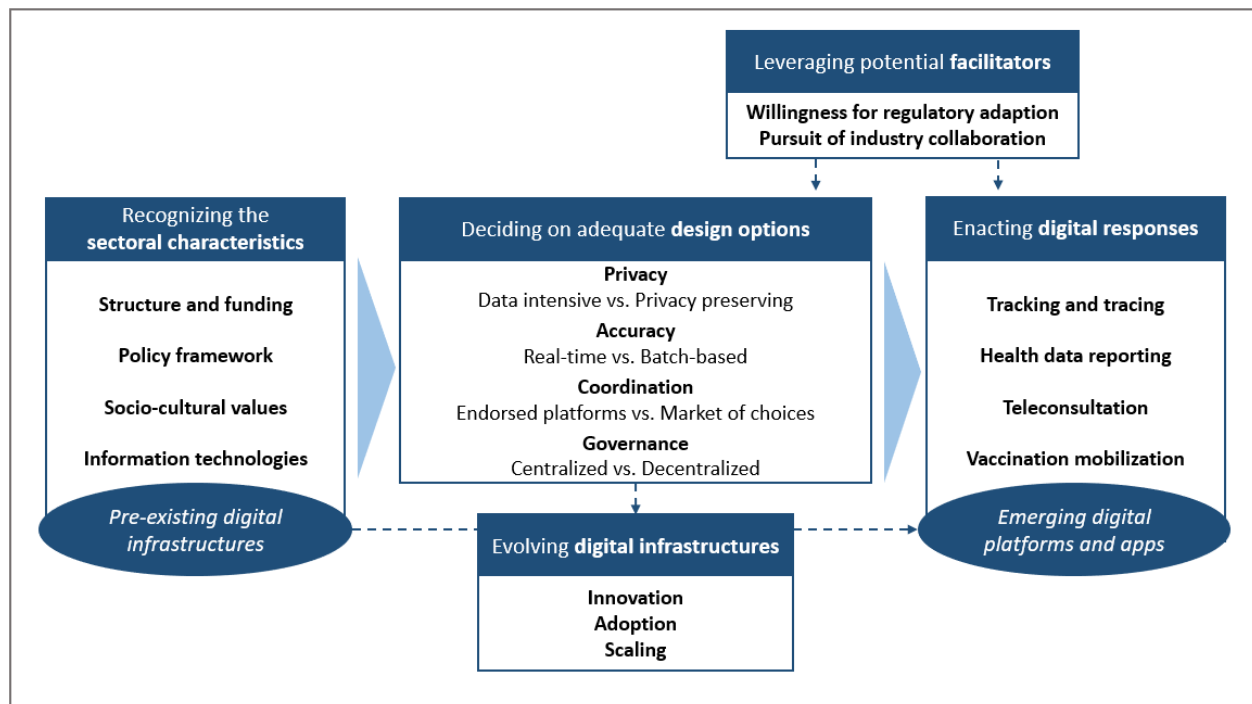 Leveraging potential facilitators
Willingness for regulatory adaption
Pursuit of industry collaboration
Recognizing the
sectoral characteristics
Structure and funding
Policy framework
Socio-cultural values
Information technologies
Pre-existing digital
infrastructures
Deciding on adequate design options
Privacy
Data intensive vs. Privacy preserving
Accuracy
Real-time vs. Batch-based
Coordination
Endorsed platforms vs. Market of choices
Governance
Centralized vs. Decentralized
Evolving digital infrastructures
Innovation
Adoption
Scaling
Enacting digital responses
Tracking and tracing
Health data reporting
Teleconsultation
Vaccination mobilization
Emerging digital
platforms and apps